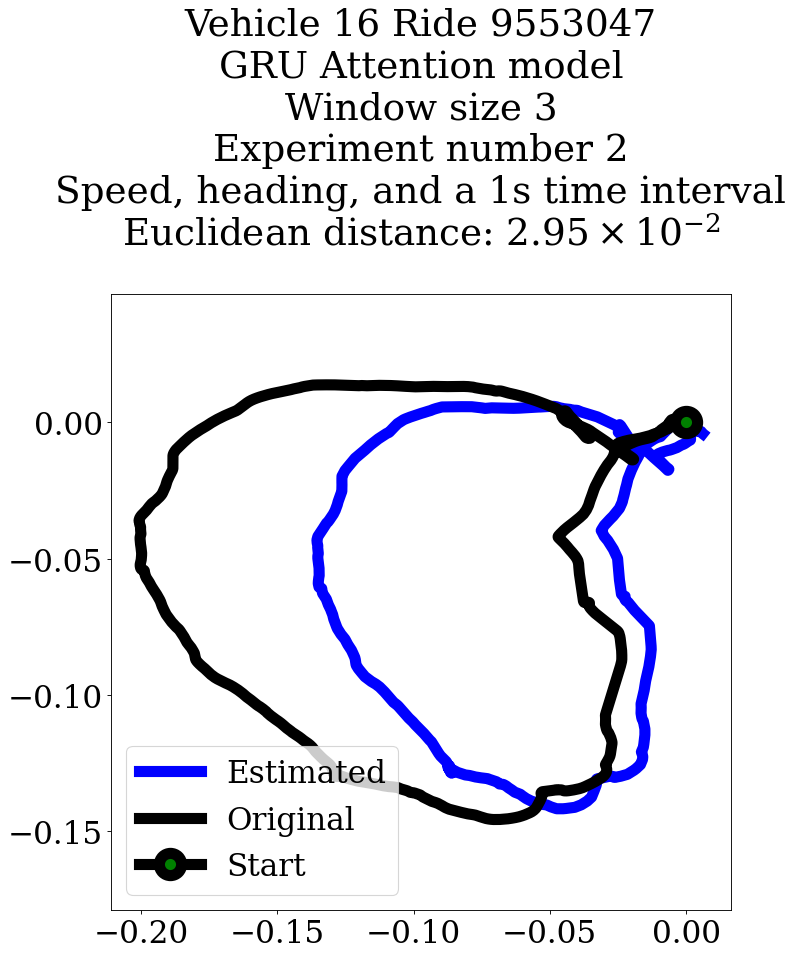 Vehicle 16 Ride 9553047
GRU Attention model
Window size 3
Experiment number 2
Speed, heading, and a 1s time interval
Euclidean distance: 2.95 × 10⁻²
0.00
−0.05
−0.10
−0.15
Estimated
Original
Start
−0.20 −0.15 −0.10 −0.05 0.00